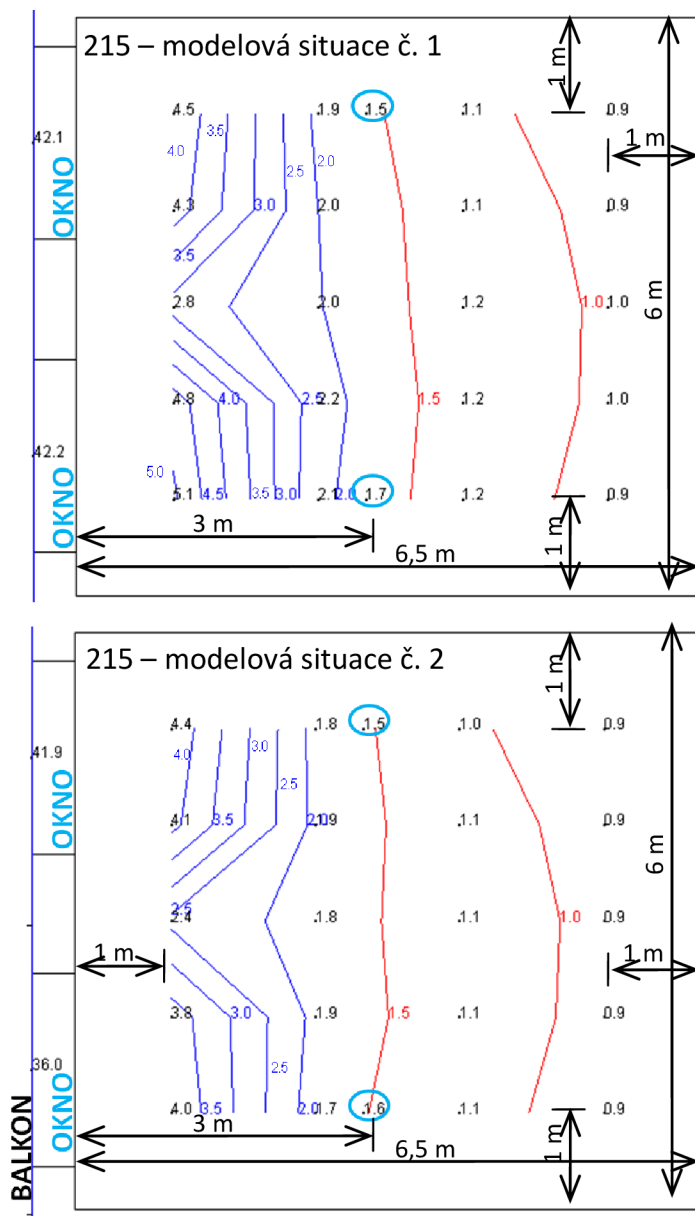 215 – modelová situace č. 1
1 m
4.5 3.5 1.9 1.5 1.1 0.9
42.1 4.0 2.5 2.0 1 m
OKNO
4.3 3.0 2.0 1.1 0.9
3.5
2.8 2.0 1.2 1.0 1.0
6 m
4.8 4.0 2.5 2.2 1.5 1.2 1.0
42.2
5.0
OKNO
5.1 4.5 3.5 3.0 2.1 2.0 1.7 1.2 0.9
3 m
1 m
6,5 m
215 – modelová situace č. 2
1 m
4.4 1.8 1.5 1.0 0.9
41.9 4.0 3.0 2.5
OKNO
4.1 3.5 2.0 1.9 1.1 0.9
6 m
2.5
2.4 1.8 1.1 1.0 0.9
1 m 1 m
3.8 3.0 1.9 1.5 1.1 0.9
36.0 2.5
BALKON
OKNO
4.0 3.5 2.0 1.7 1.6 1.1 0.9
3 m
1 m
6,5 m